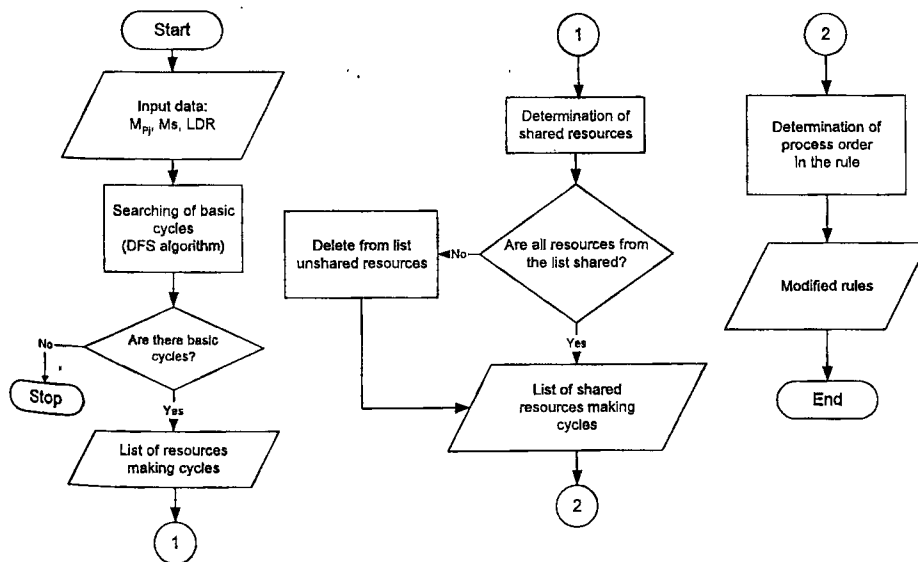 Start
Input data:
MPj, Ms, LDR
Searching of basic
cycles
(DFS algorithm)
Are there basic
cycles?
No
Stop
Yes
List of resources
making cycles
1
1
Determination of
shared resources
Are all resources from
the list shared?
No
Delete from list
unshared resources
Yes
List of shared
resources making
cycles
2
2
Determination of
process order
in the rule
Modified rules
End